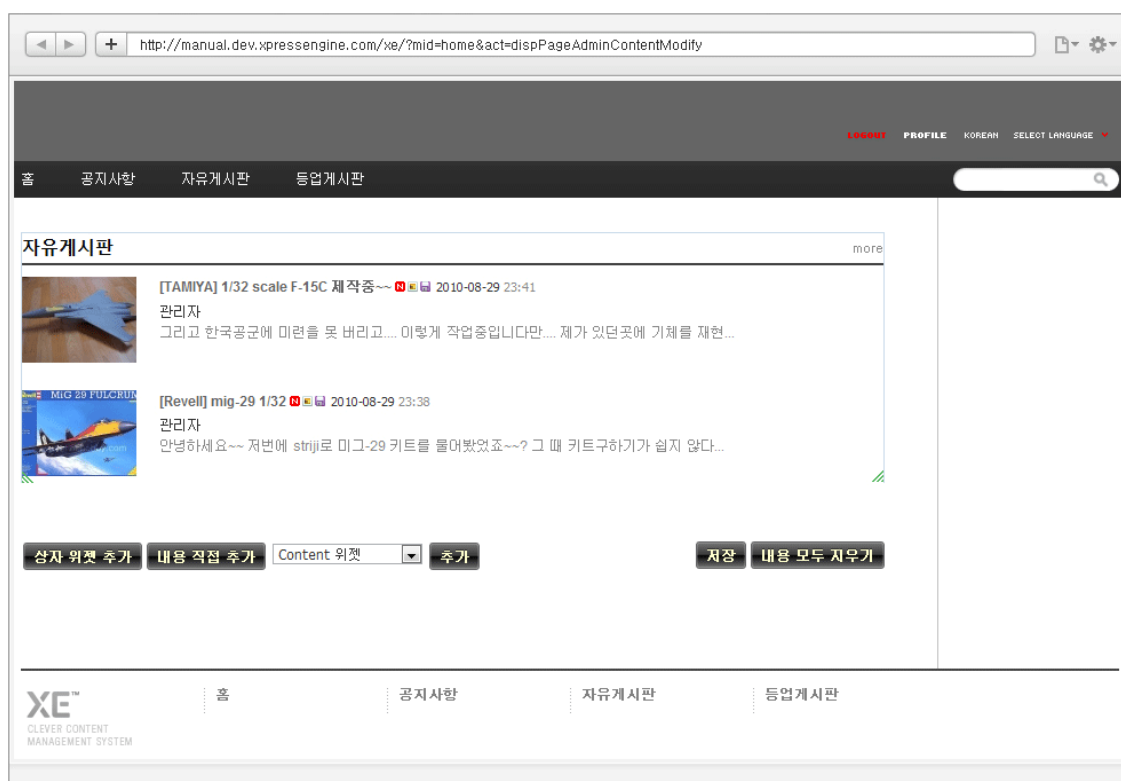 http://manual.dev.xpressengine.com/xe/?mid=home&act=dispPageAdminContentModify
LOGOUT PROFILE KOREAN SELECT LANGUAGE
홈 공지사항 자유게시판 등업게시판
자유게시판 more
[TAMIYA] 1/32 scale F-15C 제작중~~ N 2010-08-29 23:41
관리자
그리고 한국공군에 미련을 못 버리고.... 이렇게 작업중입니다만.... 제가 있던곳에 기체를 재현...
MiG 29 FULCRUM
[Revell] mig-29 1/32 N 2010-08-29 23:38
관리자
안녕하세요~~ 저번에 striji로 미그-29 키트를 물어봤었죠~~? 그 때 키트구하기가 쉽지 않다...
상자 위젯 추가 내용 직접 추가 Content 위젯 추가 저장 내용 모두 지우기
XE™ 홈 공지사항 자유게시판 등업게시판
CLEVER CONTENT
MANAGEMENT SYSTEM